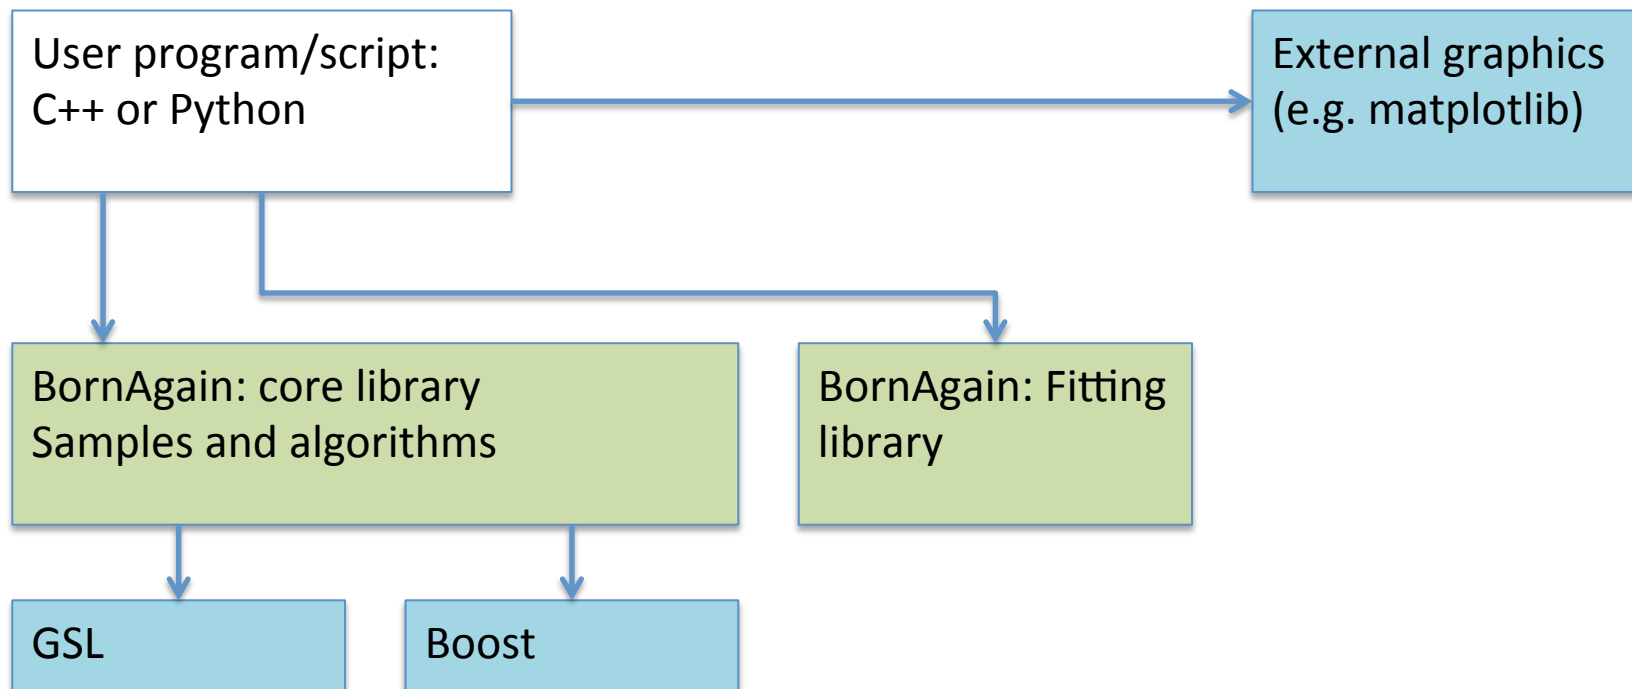 User program/script:
C++ or Python
External graphics
(e.g. matplotlib)
BornAgain: core library
Samples and algorithms
BornAgain: Fitting
library
GSL
Boost